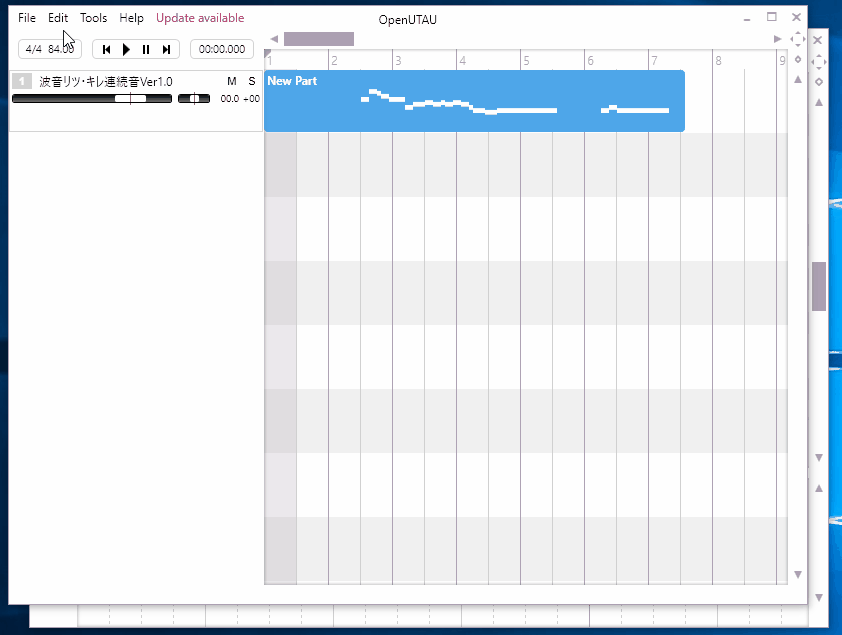 OpenUTAU
File Edit Tools Help Update available
4/4 84.00 00:00.000
1 2 3 4 5 6 7 8 9
1 波音リツ・キレ連続音Ver1.0 M S
00.0 +00
New Part